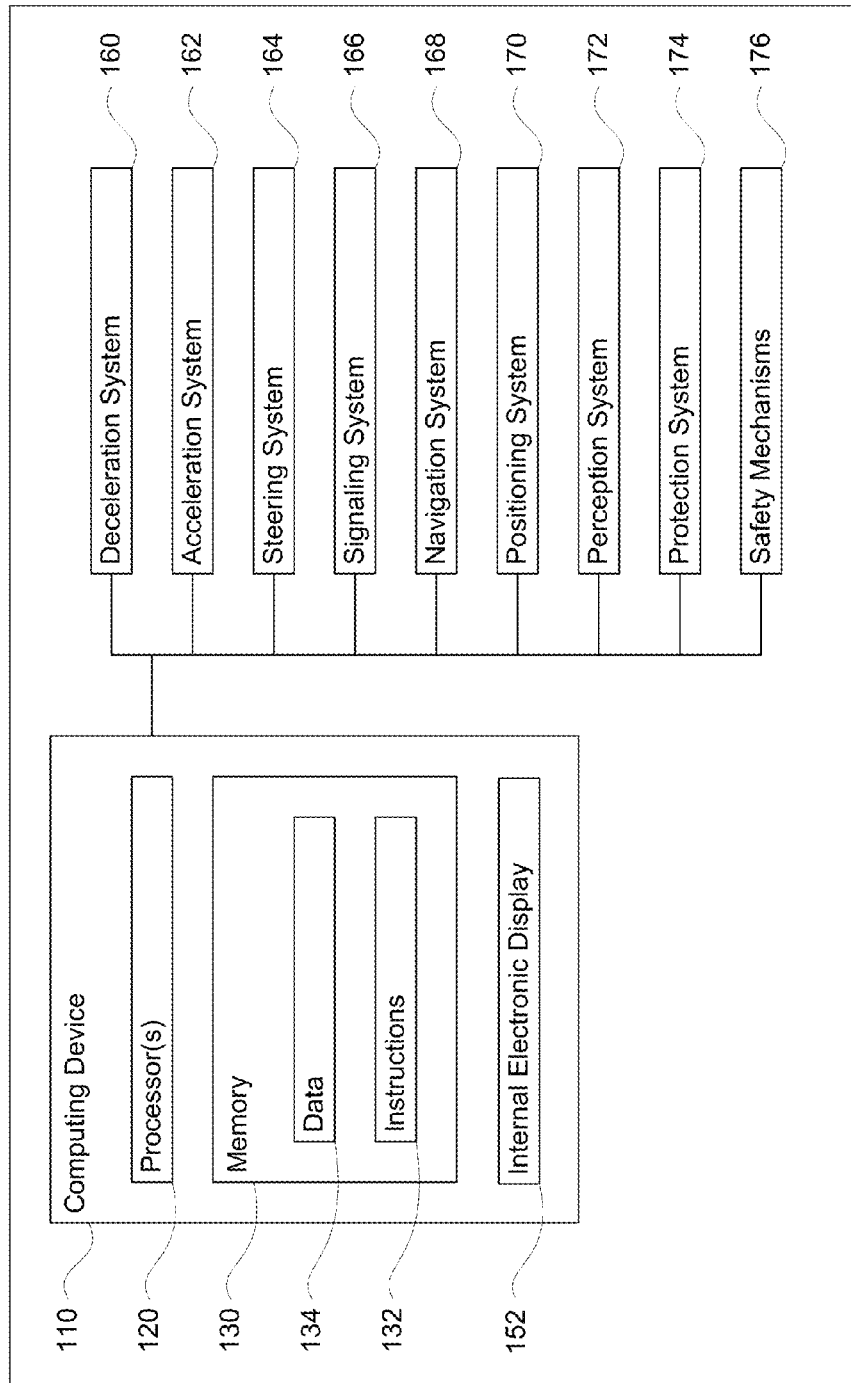 110
Computing Device
120
Processor(s)
130
Memory
134
Data
132
Instructions
152
Internal Electronic Display
Deceleration System
160
Acceleration System
162
Steering System
164
Signaling System
166
Navigation System
168
Positioning System
170
Perception System
172
Protection System
174
Safety Mechanisms
176